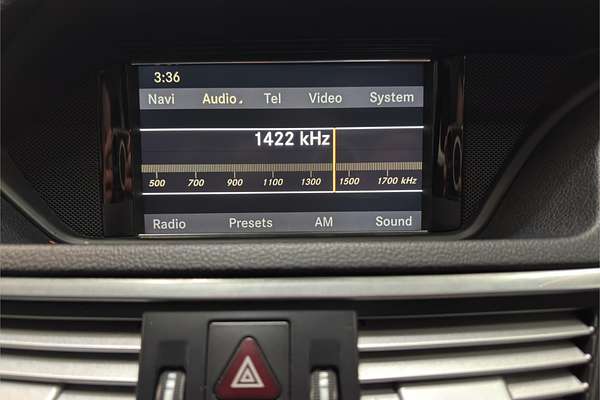 3:36
Navi Audio Tel Video System
1422 kHz
500 700 900 1100 1300 1500 1700 kHz
Radio Presets AM Sound